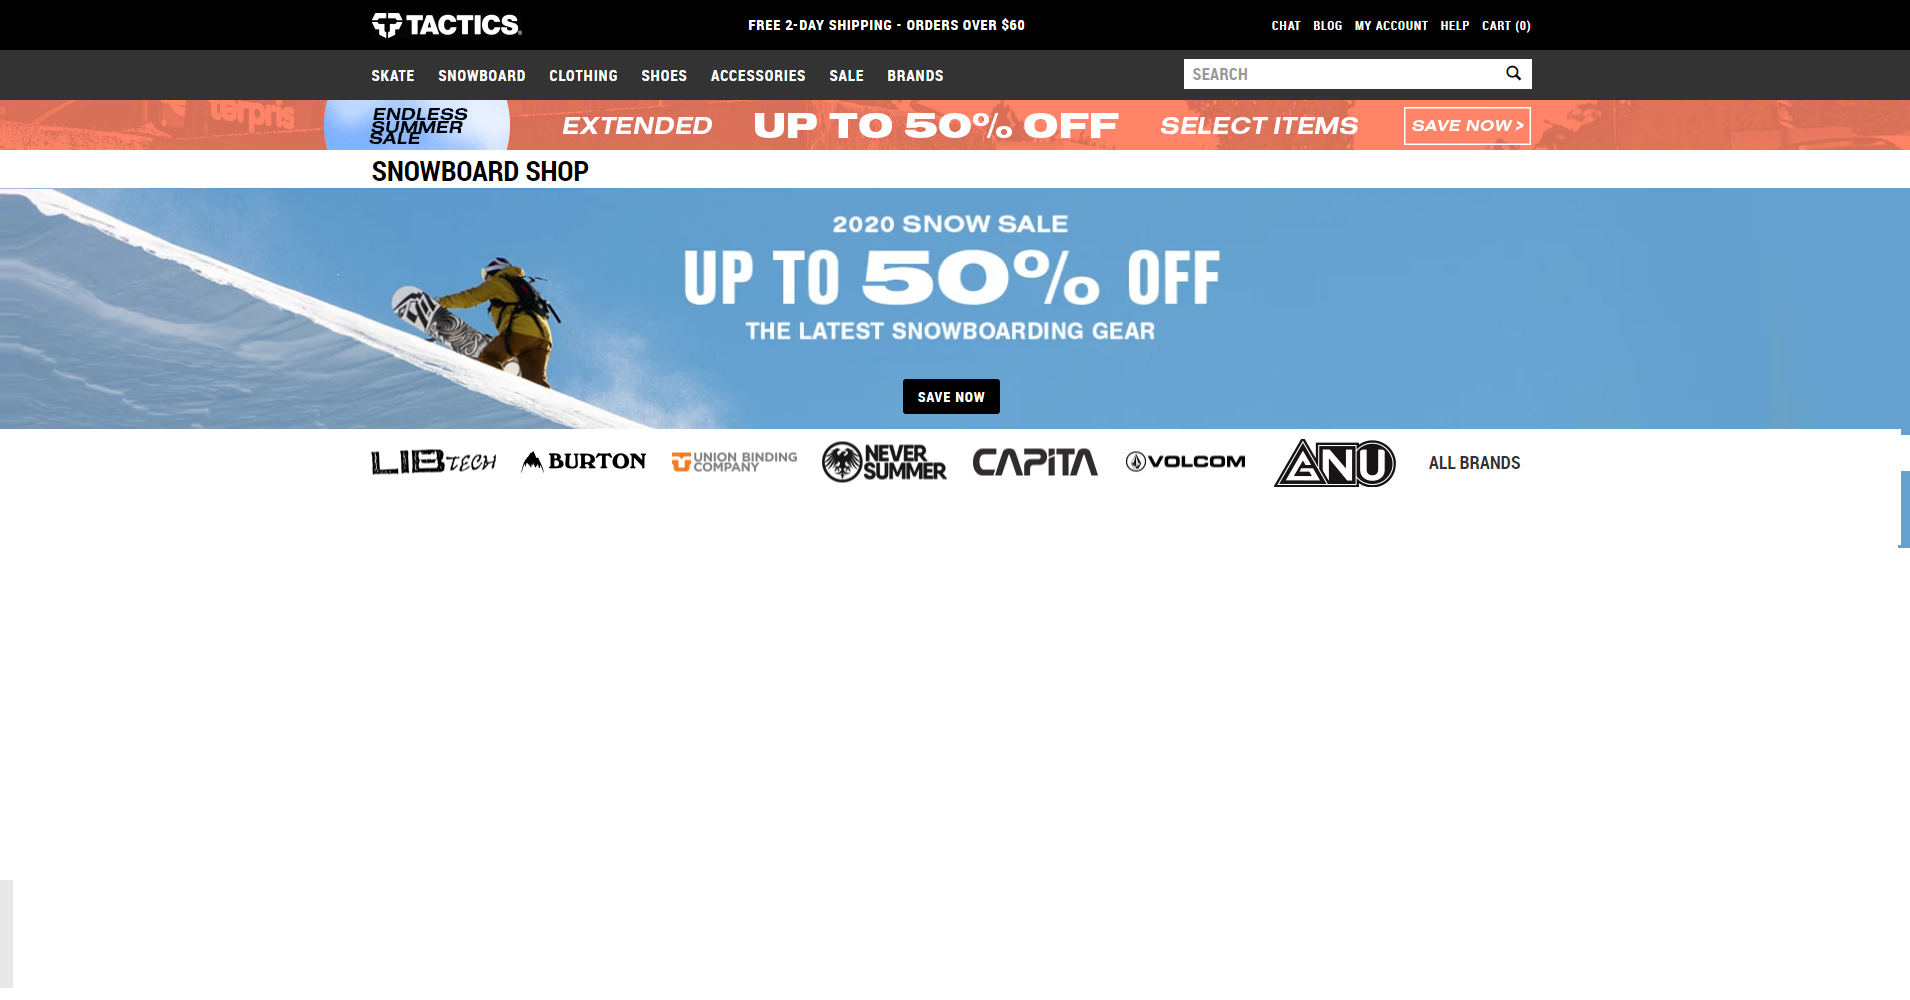 TACTICS
FREE 2-DAY SHIPPING - ORDERS OVER $60
CHAT BLOG MY ACCOUNT HELP CART (0)
SKATE SNOWBOARD CLOTHING SHOES ACCESSORIES SALE BRANDS
SEARCH
terpris
ENDLESS
SUMMER
SALE
EXTENDED UP TO 50% OFF SELECT ITEMS SAVE NOW >
SNOWBOARD SHOP
2020 SNOW SALE
UP TO 50% OFF
THE LATEST SNOWBOARDING GEAR
SAVE NOW
LIB TECH
BURTON
UNION BINDING
COMPANY
NEVER
SUMMER
CAPiTA
VOLCOM
GNU
ALL BRANDS